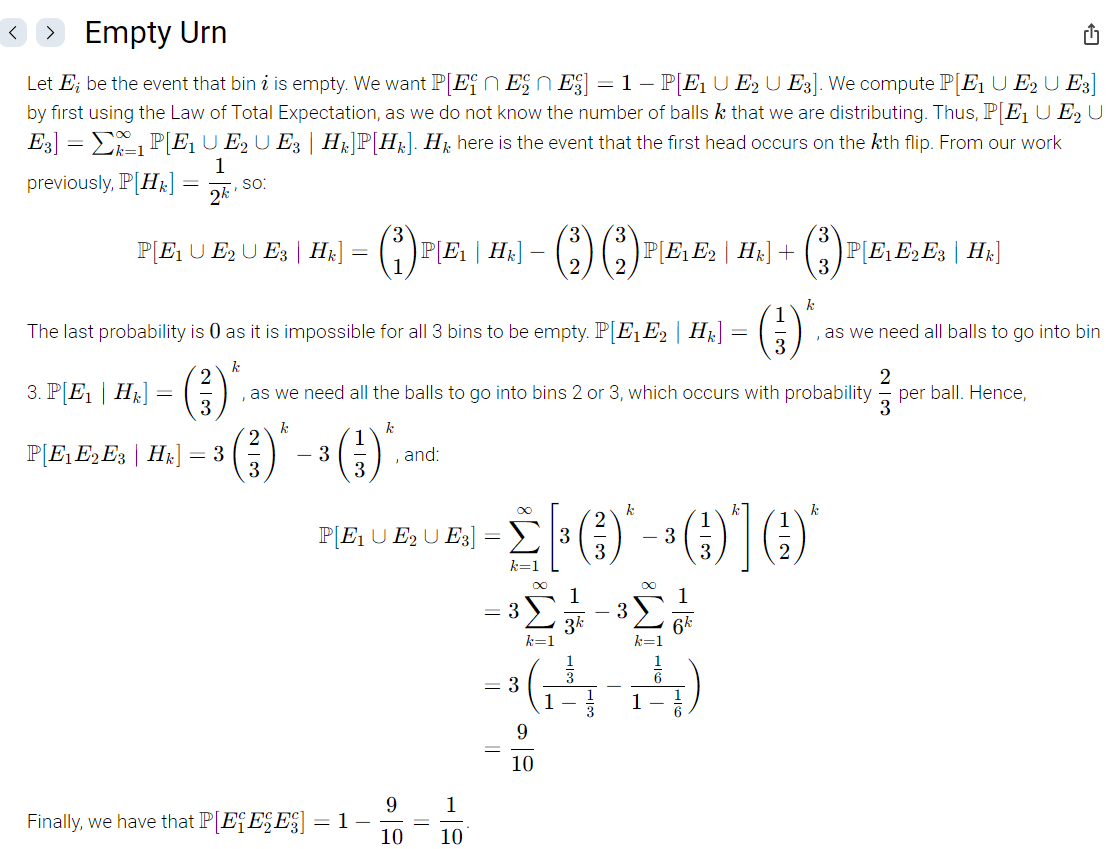 Empty Urn
Let $E_i$ be the event that bin $i$ is empty. We want $\mathbb{P}[E_1^c \cap E_2^c \cap E_3^c] = 1 - \mathbb{P}[E_1 \cup E_2 \cup E_3]$. We compute $\mathbb{P}[E_1 \cup E_2 \cup E_3]$
by first using the Law of Total Expectation, as we do not know the number of balls $k$ that we are distributing. Thus, $\mathbb{P}[E_1 \cup E_2 \cup$
$E_3] = \sum_{k=1}^{\infty} \mathbb{P}[E_1 \cup E_2 \cup E_3 \mid H_k]\mathbb{P}[H_k]$. $H_k$ here is the event that the first head occurs on the $k$th flip. From our work
previously, $\mathbb{P}[H_k] = \frac{1}{2^k}$, so:
$\mathbb{P}[E_1 \cup E_2 \cup E_3 \mid H_k] = \binom{3}{1}\mathbb{P}[E_1 \mid H_k] - \binom{3}{2}\binom{3}{2}\mathbb{P}[E_1E_2 \mid H_k] + \binom{3}{3}\mathbb{P}[E_1E_2E_3 \mid H_k]$
The last probability is $0$ as it is impossible for all 3 bins to be empty. $\mathbb{P}[E_1E_2 \mid H_k] = \left(\frac{1}{3}\right)^k$, as we need all balls to go into bin
3. $\mathbb{P}[E_1 \mid H_k] = \left(\frac{2}{3}\right)^k$, as we need all the balls to go into bins 2 or 3, which occurs with probability $\frac{2}{3}$ per ball. Hence,
$\mathbb{P}[E_1E_2E_3 \mid H_k] = 3\left(\frac{2}{3}\right)^k - 3\left(\frac{1}{3}\right)^k$, and:
$\mathbb{P}[E_1 \cup E_2 \cup E_3] = \sum_{k=1}^{\infty} \left[3\left(\frac{2}{3}\right)^k - 3\left(\frac{1}{3}\right)^k\right]\left(\frac{1}{2}\right)^k$
$= 3\sum_{k=1}^{\infty} \frac{1}{3^k} - 3\sum_{k=1}^{\infty} \frac{1}{6^k}$
$= 3\left(\frac{\frac{1}{3}}{1 - \frac{1}{3}} - \frac{\frac{1}{6}}{1 - \frac{1}{6}}\right)$
$= \frac{9}{10}$
Finally, we have that $\mathbb{P}[E_1^c E_2^c E_3^c] = 1 - \frac{9}{10} = \frac{1}{10}$.